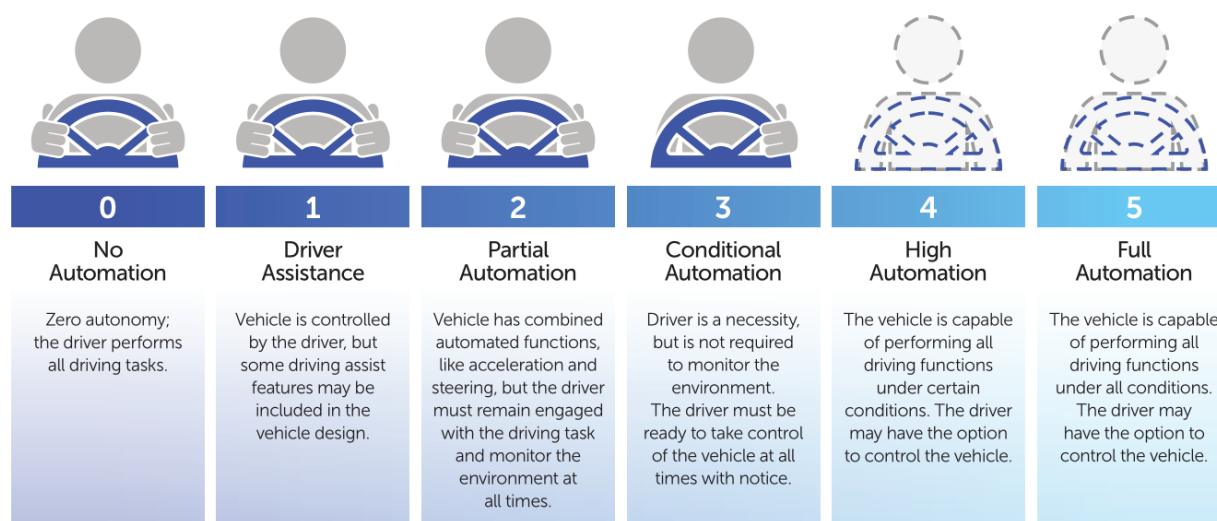 0
No
Automation
Zero autonomy;
the driver performs
all driving tasks.
1
Driver
Assistance
Vehicle is controlled
by the driver, but
some driving assist
features may be
included in the
vehicle design.
2
Partial
Automation
Vehicle has combined
automated functions,
like acceleration and
steering, but the driver
must remain engaged
with the driving task
and monitor the
environment at
all times.
3
Conditional
Automation
Driver is a necessity,
but is not required
to monitor the
environment.
The driver must be
ready to take control
of the vehicle at all
times with notice.
4
High
Automation
The vehicle is capable
of performing all
driving functions
under certain
conditions. The driver
may have the option
to control the vehicle.
5
Full
Automation
The vehicle is capable
of performing all
driving functions
under all conditions.
The driver may
have the option to
control the vehicle.